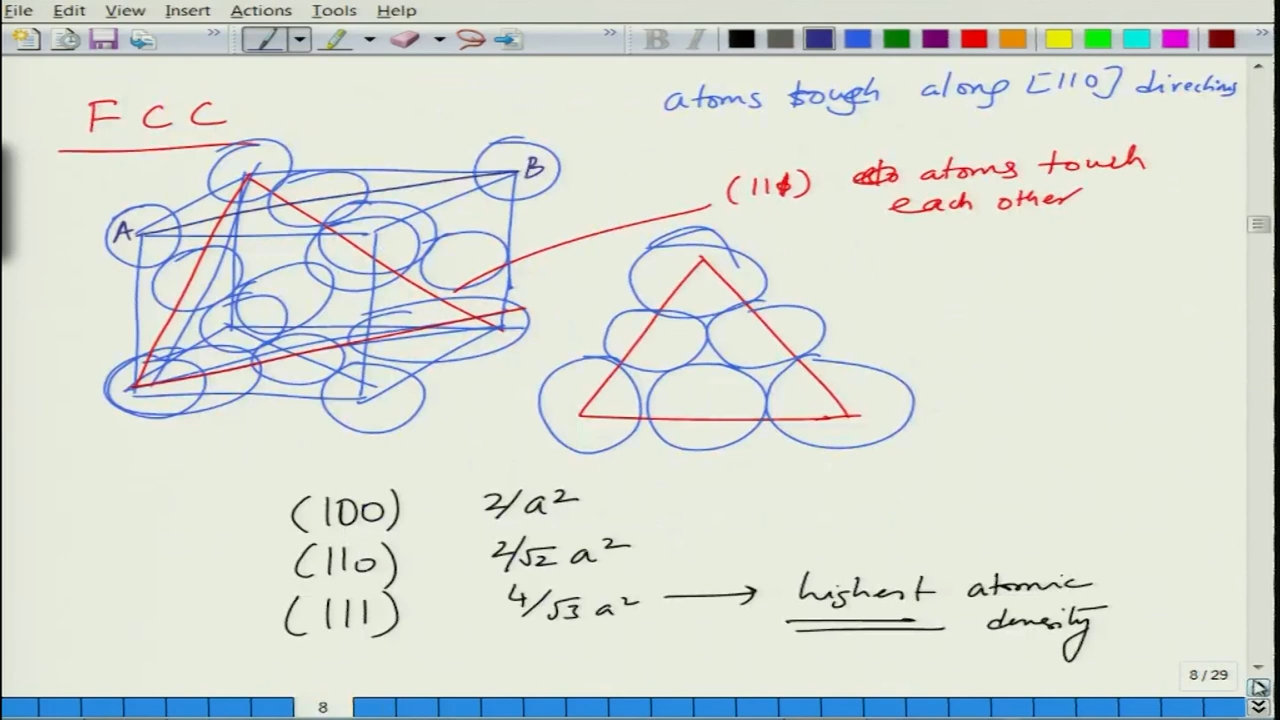 File Edit View Insert Actions Tools Help
B I
FCC
atoms tough along [110] directions
(111) atoms touch
each other
A
B
(100) 2/a²
(110) 2/√2 a²
(111) 4/√3 a² → highest atomic
density
8 / 29
8